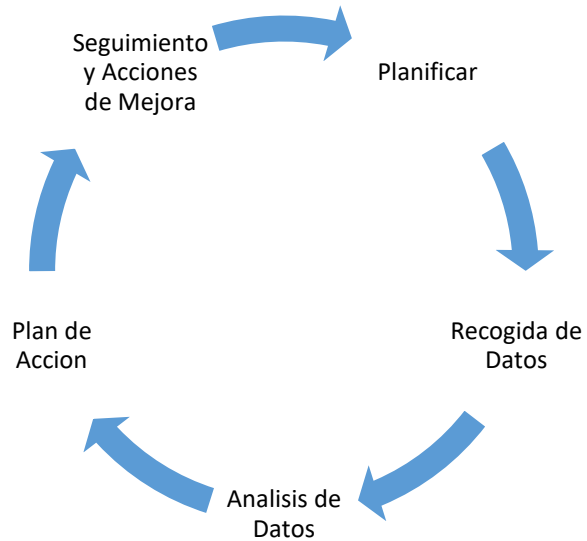 Seguimiento
y Acciones
de Mejora
Planificar
Recogida de
Datos
Analisis de
Datos
Plan de
Accion